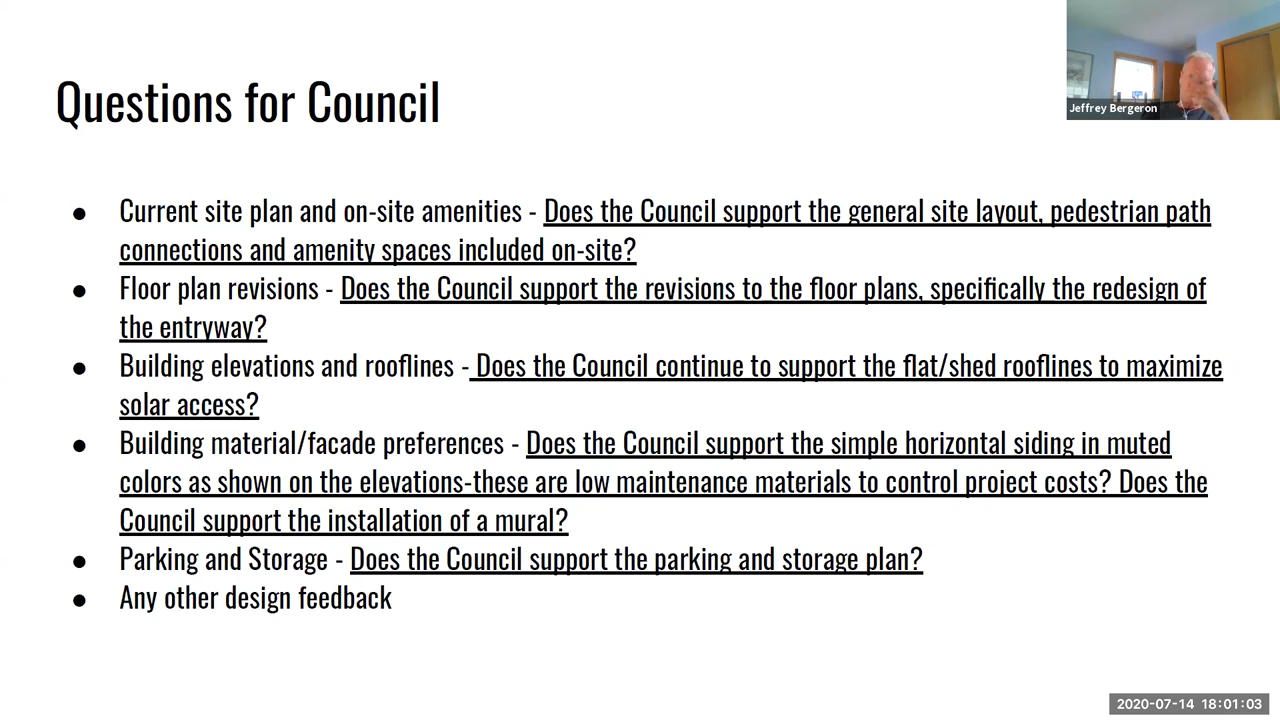 Questions for Council
Jeffrey Bergeron
● Current site plan and on-site amenities - Does the Council support the general site layout, pedestrian path
connections and amenity spaces included on-site?
● Floor plan revisions - Does the Council support the revisions to the floor plans, specifically the redesign of
the entryway?
● Building elevations and rooflines - Does the Council continue to support the flat/shed rooflines to maximize
solar access?
● Building material/facade preferences - Does the Council support the simple horizontal siding in muted
colors as shown on the elevations-these are low maintenance materials to control project costs? Does the
Council support the installation of a mural?
● Parking and Storage - Does the Council support the parking and storage plan?
● Any other design feedback
2020-07-14 18:01:03